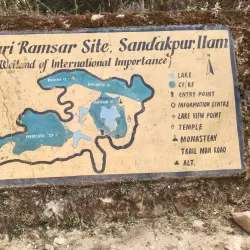 ri Ramsar Site, Sandakpur, Ilam
Wetland of International Importance
LAKE
CF/RF
ENTRY POINT
INFORMATION CENTRE
LAKE VIEW POINT
TEMPLE
MONASTERY
TRAIL MAIN ROAD
ALT.